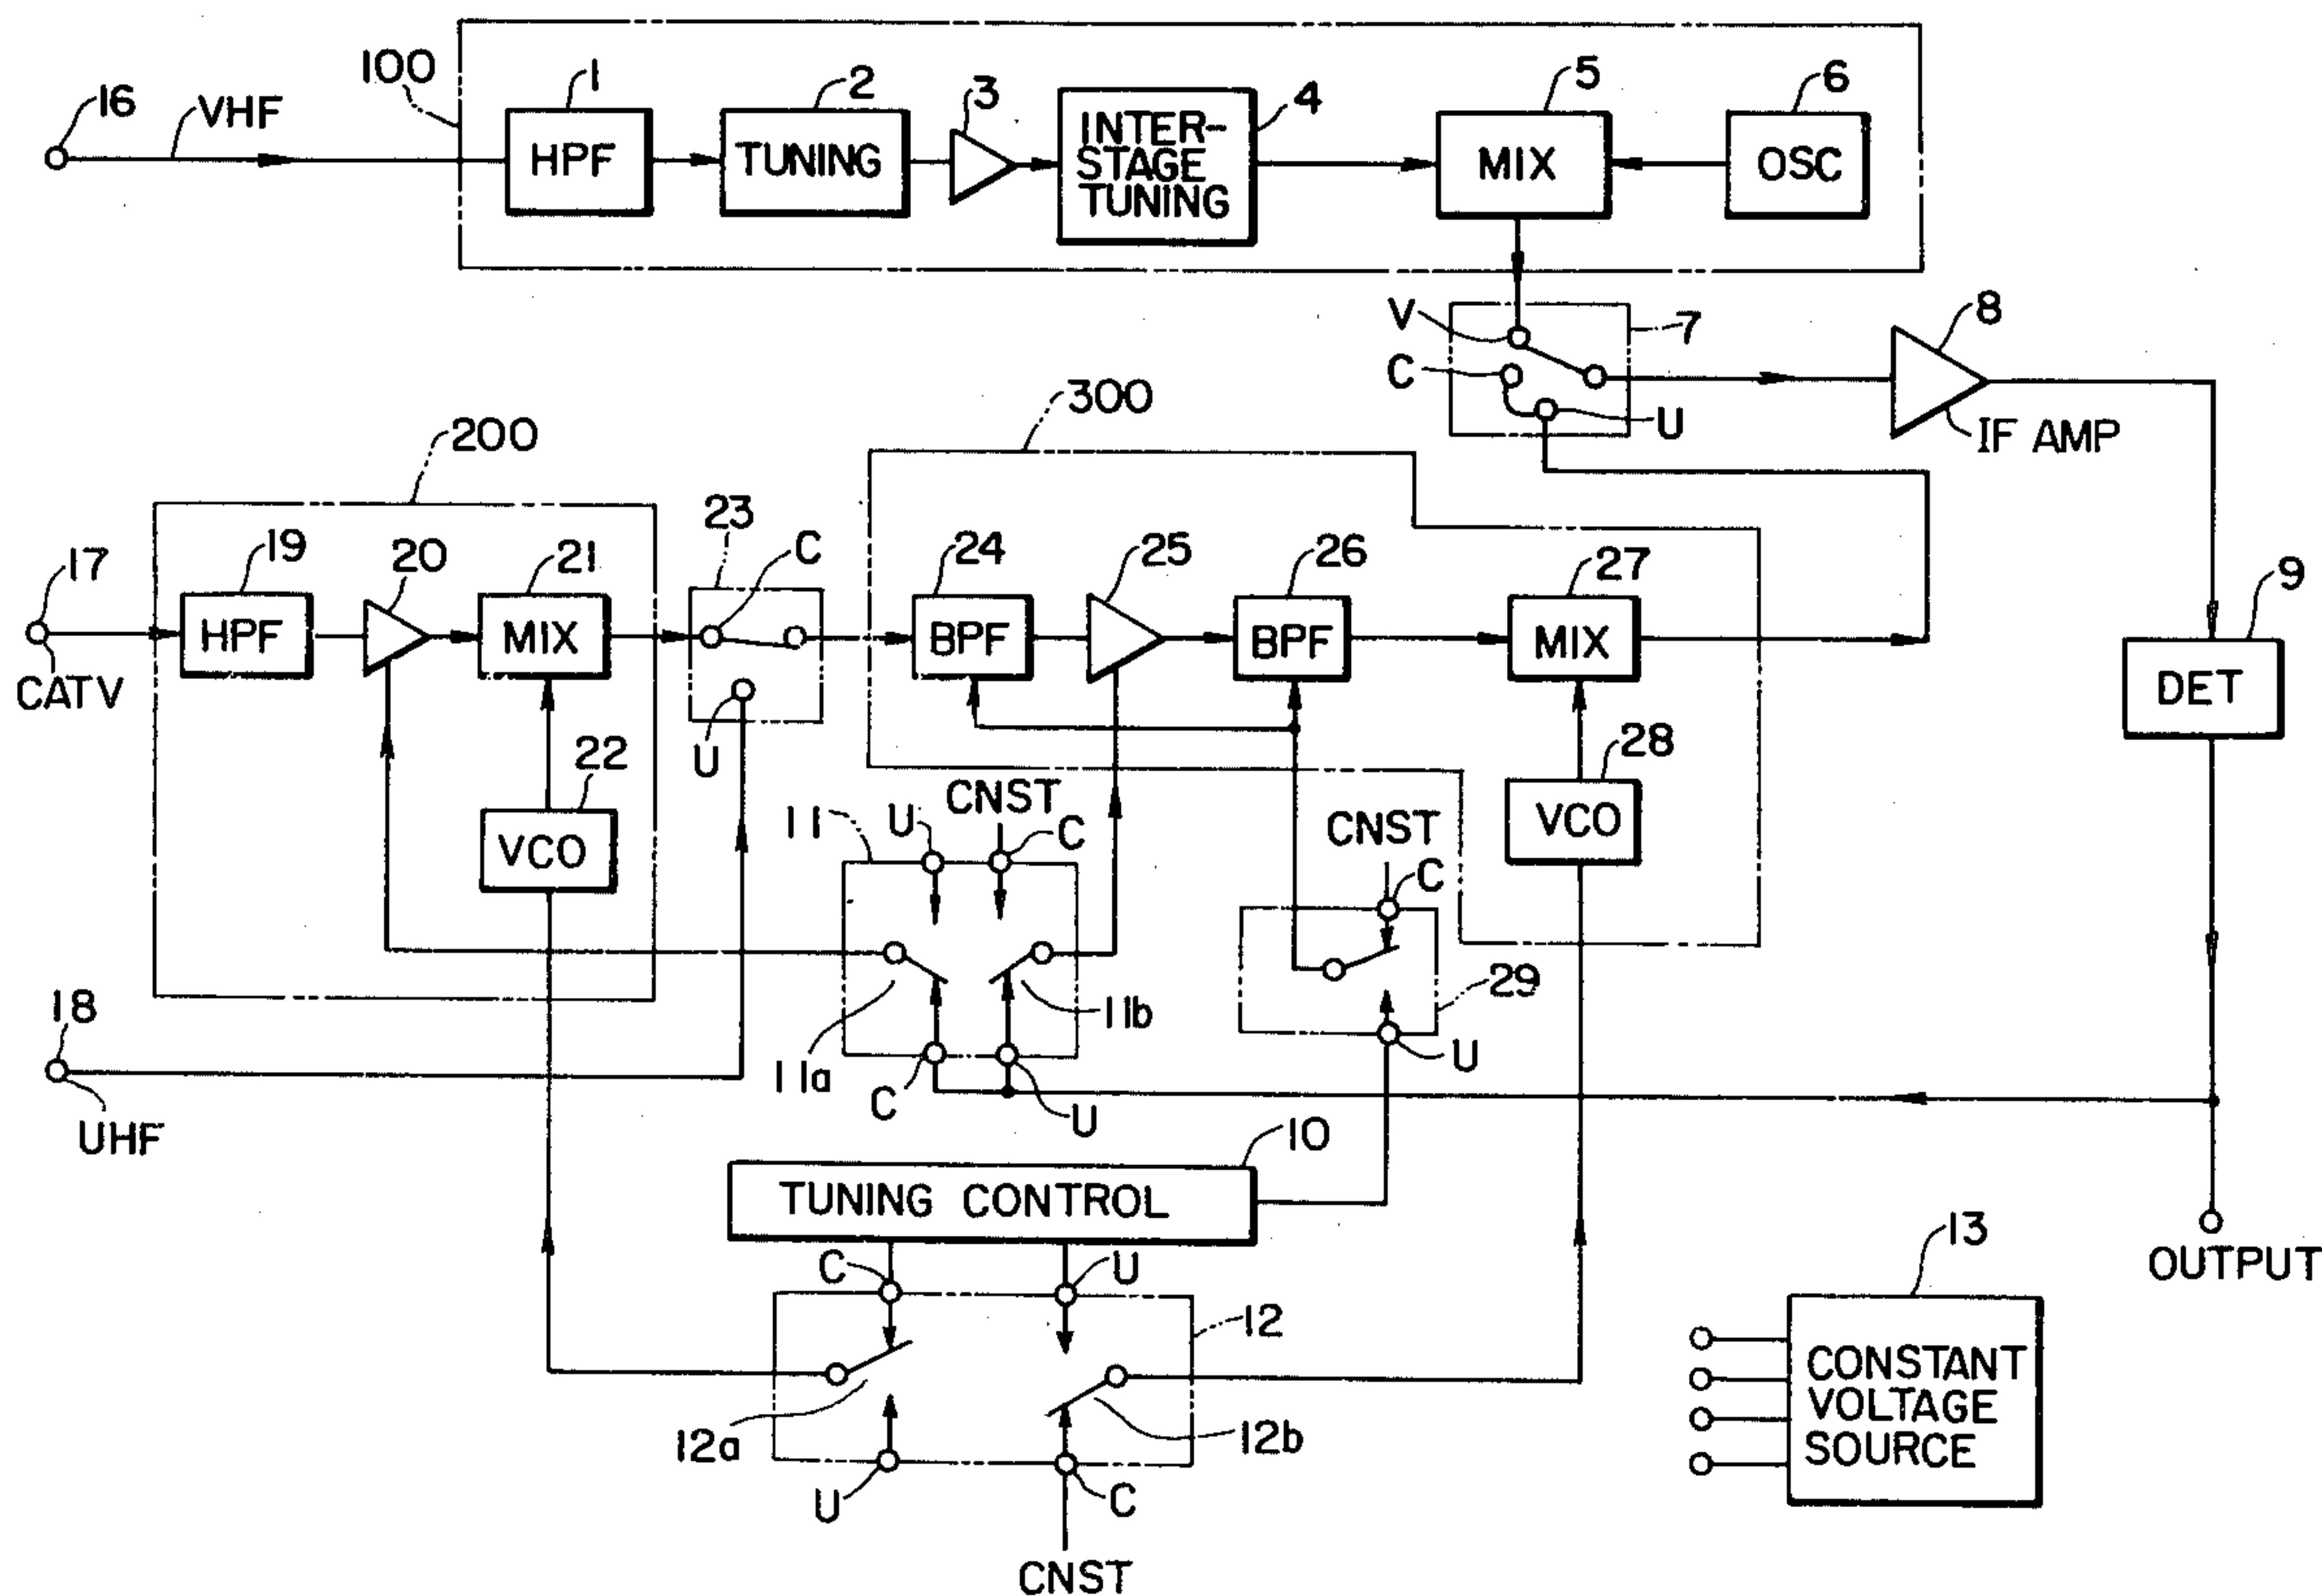 100
1
2
3
4
5
6
16
VHF
HPF
TUNING
INTER-
STAGE
TUNING
MIX
OSC
V
7
8
C
U
IF AMP
200
300
23
C
17
19
20
21
24
25
26
27
9
HPF
MIX
BPF
BPF
MIX
DET
CATV
U
22
28
VCO
VCO
CNST
11
U
C
CNST
C
29
11b
18
11a
C
U
U
UHF
10
TUNING CONTROL
C
U
12
13
OUTPUT
12a
12b
CONSTANT
VOLTAGE
SOURCE
U
C
CNST